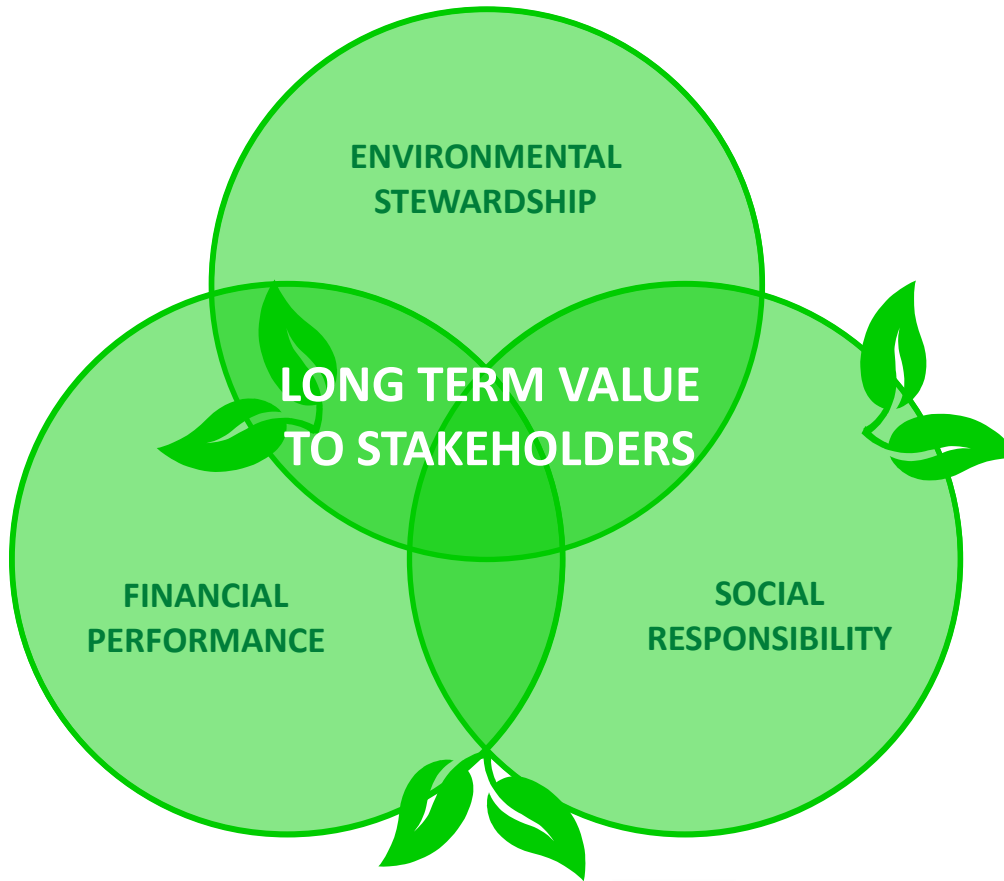 ENVIRONMENTAL
STEWARDSHIP
LONG TERM VALUE
TO STAKEHOLDERS
FINANCIAL
PERFORMANCE
SOCIAL
RESPONSIBILITY